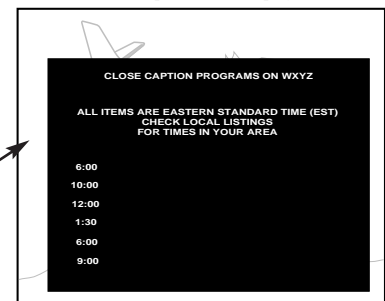 CLOSE CAPTION PROGRAMS ON WXYZ
ALL ITEMS ARE EASTERN STANDARD TIME (EST)
CHECK LOCAL LISTINGS
FOR TIMES IN YOUR AREA
6:00
10:00
12:00
1:30
6:00
9:00